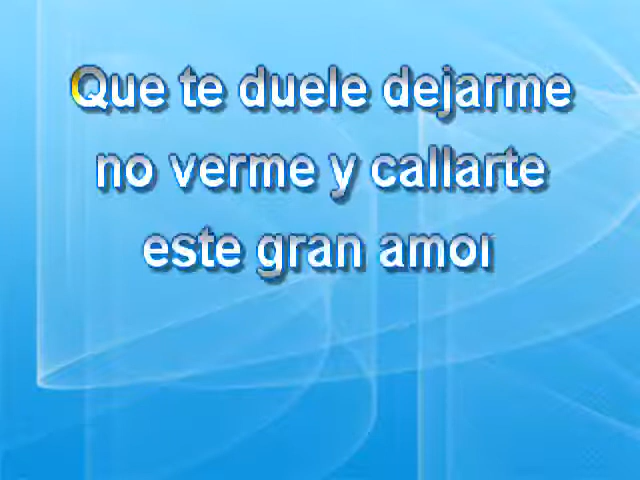 Que te duele dejarme
no verme y callarte
este gran amor